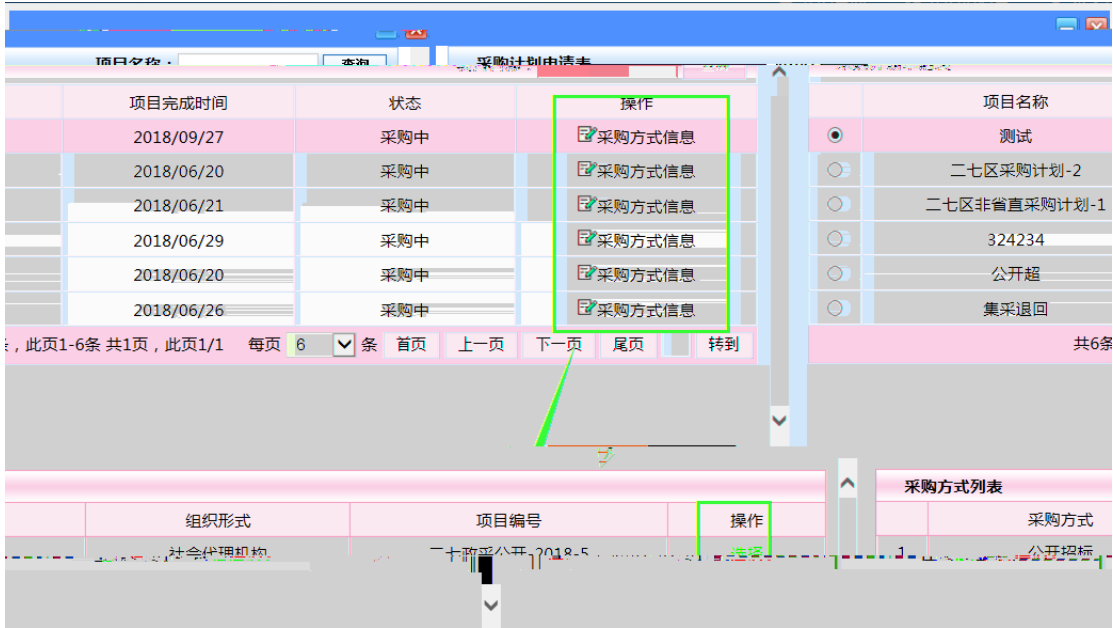 项目名称： 查询 采购计划申请表
项目完成时间 状态 操作 项目名称
2018/09/27 采购中 采购方式信息 测试
2018/06/20 采购中 采购方式信息 二七区采购计划-2
2018/06/21 采购中 采购方式信息 二七区非省直采购计划-1
2018/06/29 采购中 采购方式信息 324234
2018/06/20 采购中 采购方式信息 公开超
2018/06/26 采购中 采购方式信息 集采退回
，此页1-6条 共1页，此页1/1 每页 6 条 首页 上一页 下一页 尾页 转到 共6条
采购方式列表
组织形式 项目编号 操作 采购方式
社会代理机构 二七政采公开-2018-5 选择 1 公开招标